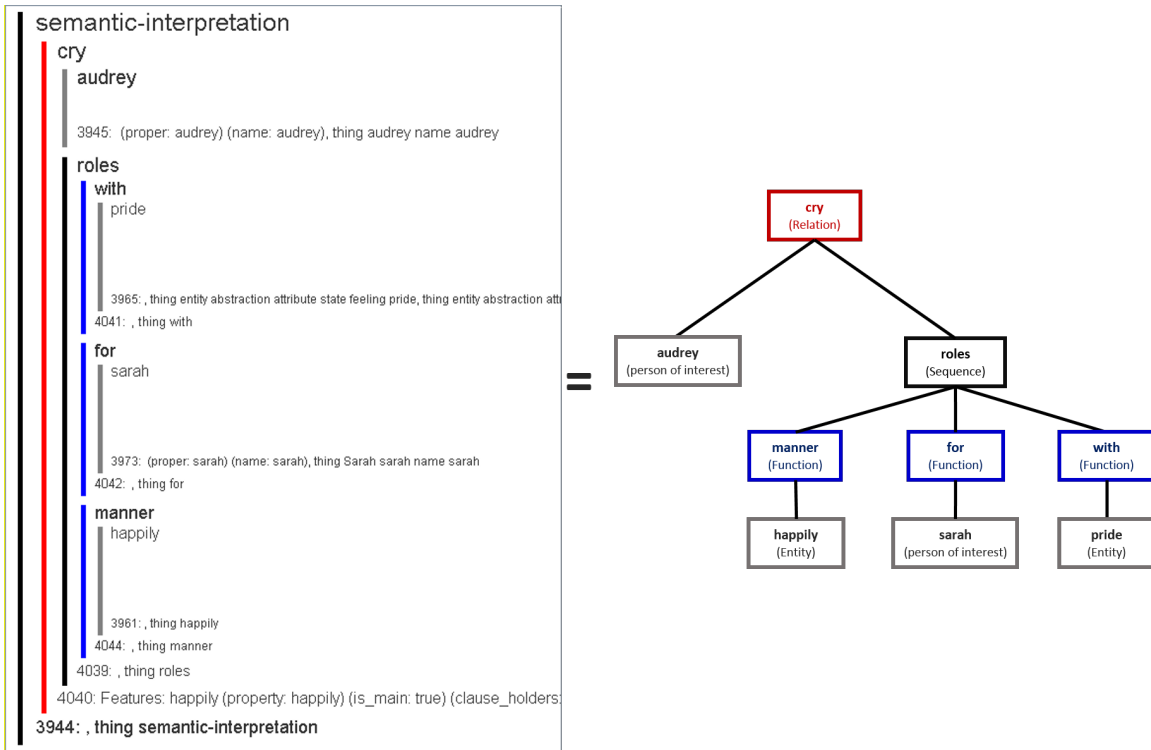 semantic-interpretation
cry
audrey
3945: (proper: audrey) (name: audrey), thing audrey name audrey
roles
with
pride
3965: , thing entity abstraction attribute state feeling pride, thing entity abstraction att
4041: , thing with
for
sarah
3973: (proper: sarah) (name: sarah), thing Sarah sarah name sarah
4042: , thing for
manner
happily
3961: , thing happily
4044: , thing manner
4039: , thing roles
4040: Features: happily (property: happily) (is_main: true) (clause_holders:
3944: , thing semantic-interpretation
=
cry
(Relation)
audrey
(person of interest)
roles
(Sequence)
manner
(Function)
for
(Function)
with
(Function)
happily
(Entity)
sarah
(person of interest)
pride
(Entity)